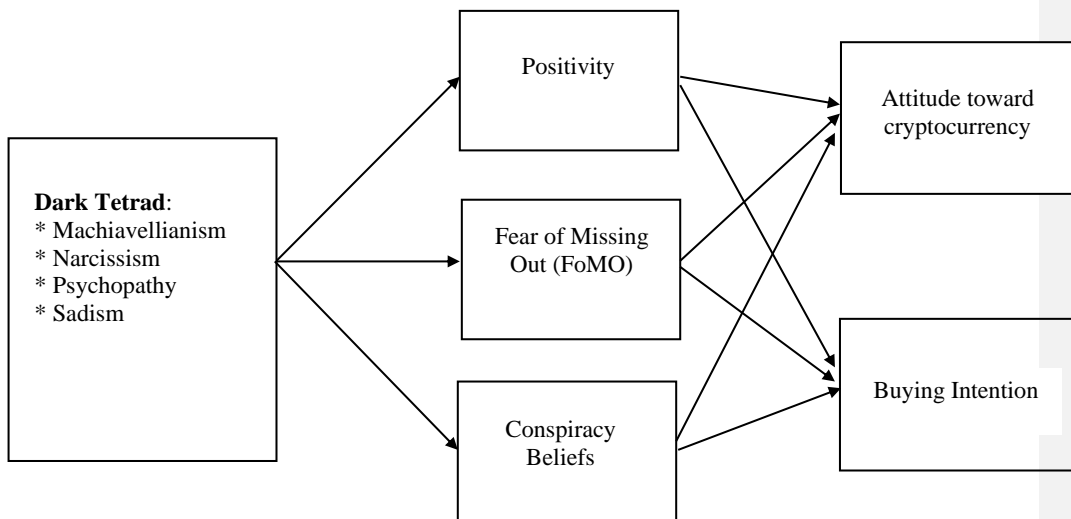 Dark Tetrad:
* Machiavellianism
* Narcissism
* Psychopathy
* Sadism
Positivity
Fear of Missing
Out (FoMO)
Conspiracy
Beliefs
Attitude toward
cryptocurrency
Buying Intention